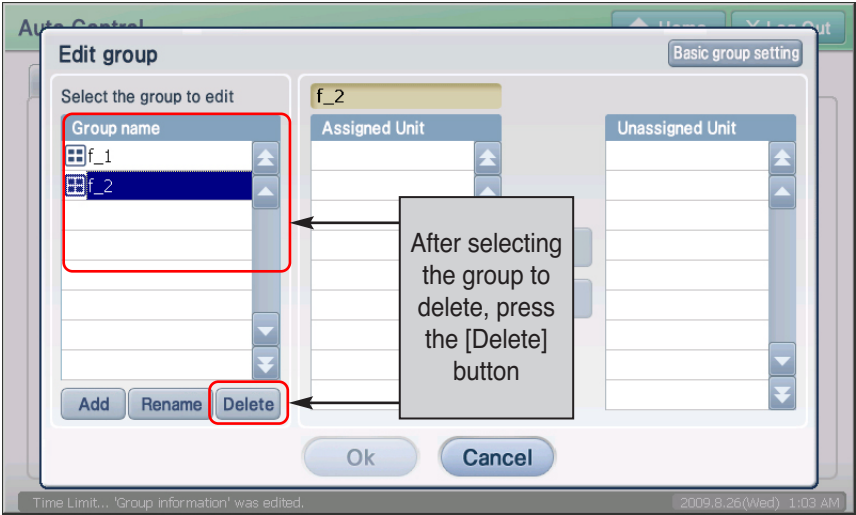 Auto Control
Home
X Log Out
Edit group
Basic group setting
Select the group to edit
f_2
Group name
Assigned Unit
Unassigned Unit
f_1
f_2
After selecting
the group to
delete, press
the [Delete]
button
Add
Rename
Delete
Ok
Cancel
Time Limit... 'Group information' was edited.
2009.8.26(Wed) 1:03 AM